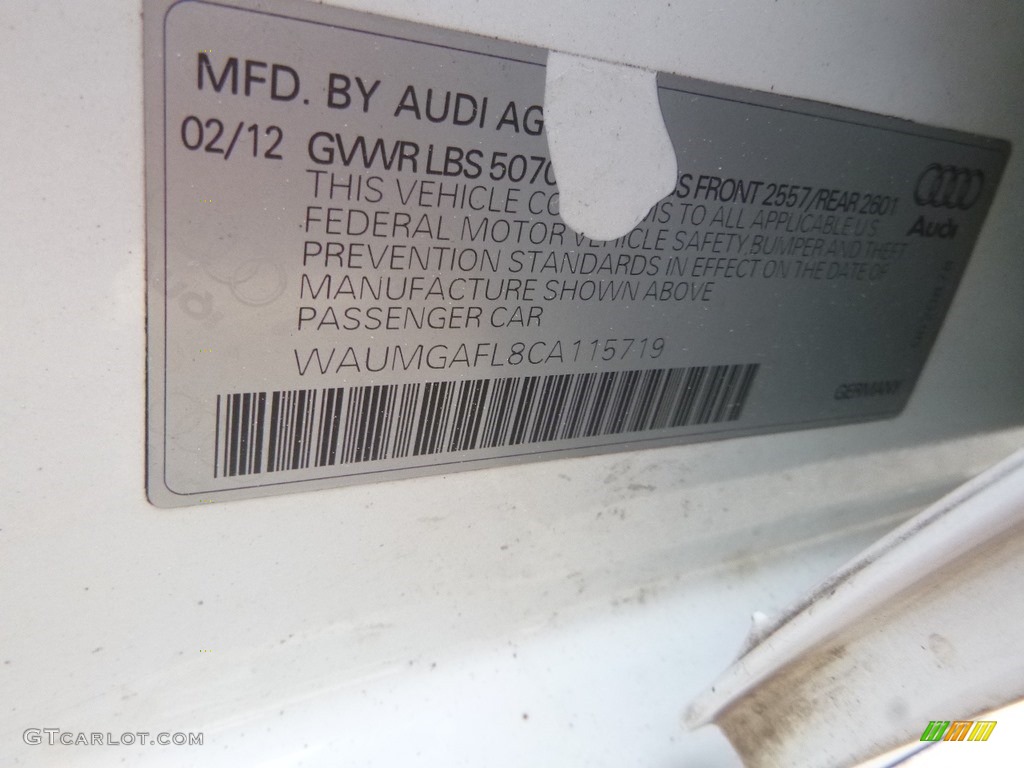 MFD. BY AUDI AG
02/12 GVWR LBS 507 S FRONT 2557/REAR 2601
THIS VEHICLE CO MS TO ALL APPLICABLE U.S.
FEDERAL MOTOR VEHICLE SAFETY, BUMPER AND THEFT
PREVENTION STANDARDS IN EFFECT ON THE DATE OF
MANUFACTURE SHOWN ABOVE
PASSENGER CAR
WAUMGAFL8CA115719
Audi
GERMANY
GTCARLOT.COM